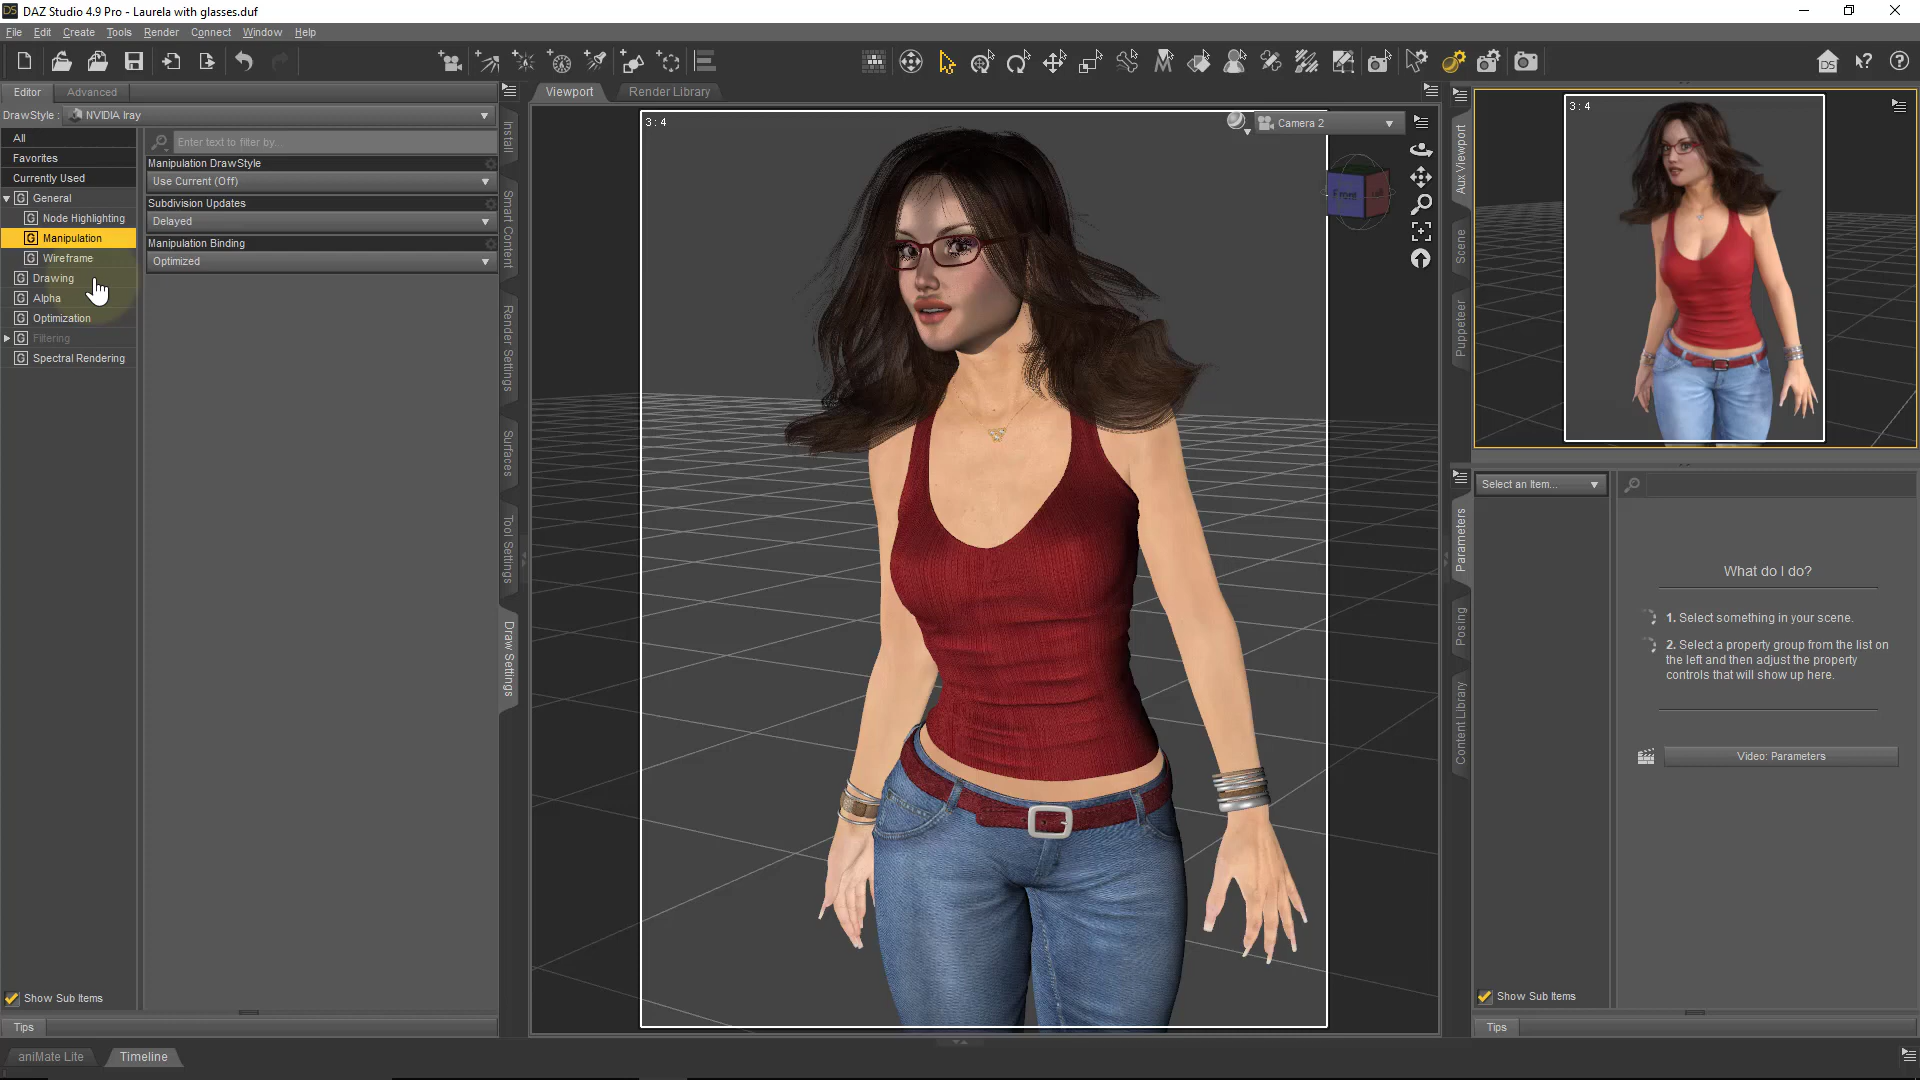 DAZ Studio 4.9 Pro - Laurela with glasses.duf
File Edit Create Tools Render Connect Window Help
Editor Advanced
DrawStyle : NVIDIA Iray
All
Favorites
Currently Used
General
Node Highlighting
Manipulation
Wireframe
Drawing
Alpha
Optimization
Filtering
Spectral Rendering
Show Sub Items
Tips
Enter text to filter by...
Manipulation DrawStyle
Use Current (Off)
Subdivision Updates
Delayed
Manipulation Binding
Optimized
Install
Smart Content
Render Settings
Surfaces
Tool Settings
Draw Settings
Viewport Render Library
3 : 4
Camera 2
Front
Aux Viewport
Scene
Puppeteer
3 : 4
Parameters
Posing
Content Library
Select an Item...
What do I do?
1. Select something in your scene.
2. Select a property group from the list on
the left and then adjust the property
controls that will show up here.
Video: Parameters
Show Sub Items
Tips
aniMate Lite Timeline